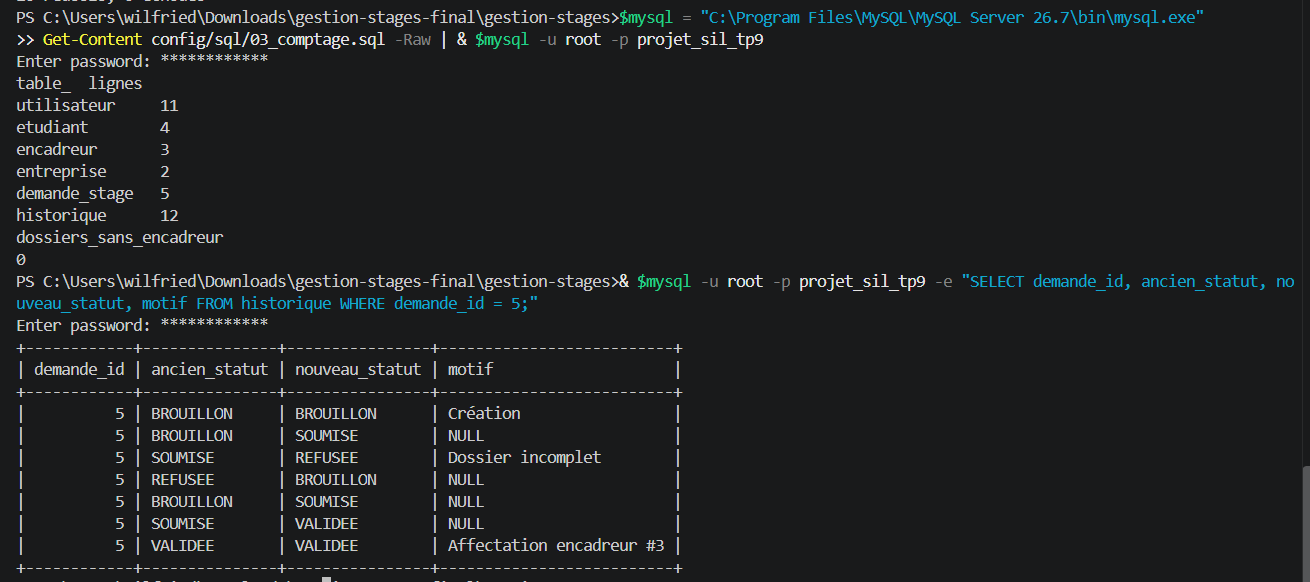 PS C:\Users\wilfried\Downloads\gestion-stages-final\gestion-stages>$mysql = "C:\Program Files\MySQL\MySQL Server 26.7\bin\mysql.exe"
>> Get-Content config/sql/03_comptage.sql -Raw | & $mysql -u root -p projet_sil_tp9
Enter password: ************
table_  lignes
utilisateur     11
etudiant        4
encadreur       3
entreprise      2
demande_stage   5
historique      12
dossiers_sans_encadreur
0
PS C:\Users\wilfried\Downloads\gestion-stages-final\gestion-stages>& $mysql -u root -p projet_sil_tp9 -e "SELECT demande_id, ancien_statut, no
uveau_statut, motif FROM historique WHERE demande_id = 5;"
Enter password: ************
+------------+---------------+----------------+--------------------------+
| demande_id | ancien_statut | nouveau_statut | motif                    |
+------------+---------------+----------------+--------------------------+
|          5 | BROUILLON     | BROUILLON      | Création                 |
|          5 | BROUILLON     | SOUMISE        | NULL                     |
|          5 | SOUMISE       | REFUSEE        | Dossier incomplet        |
|          5 | REFUSEE       | BROUILLON      | NULL                     |
|          5 | BROUILLON     | SOUMISE        | NULL                     |
|          5 | SOUMISE       | VALIDEE        | NULL                     |
|          5 | VALIDEE       | VALIDEE        | Affectation encadreur #3 |
+------------+---------------+----------------+--------------------------+